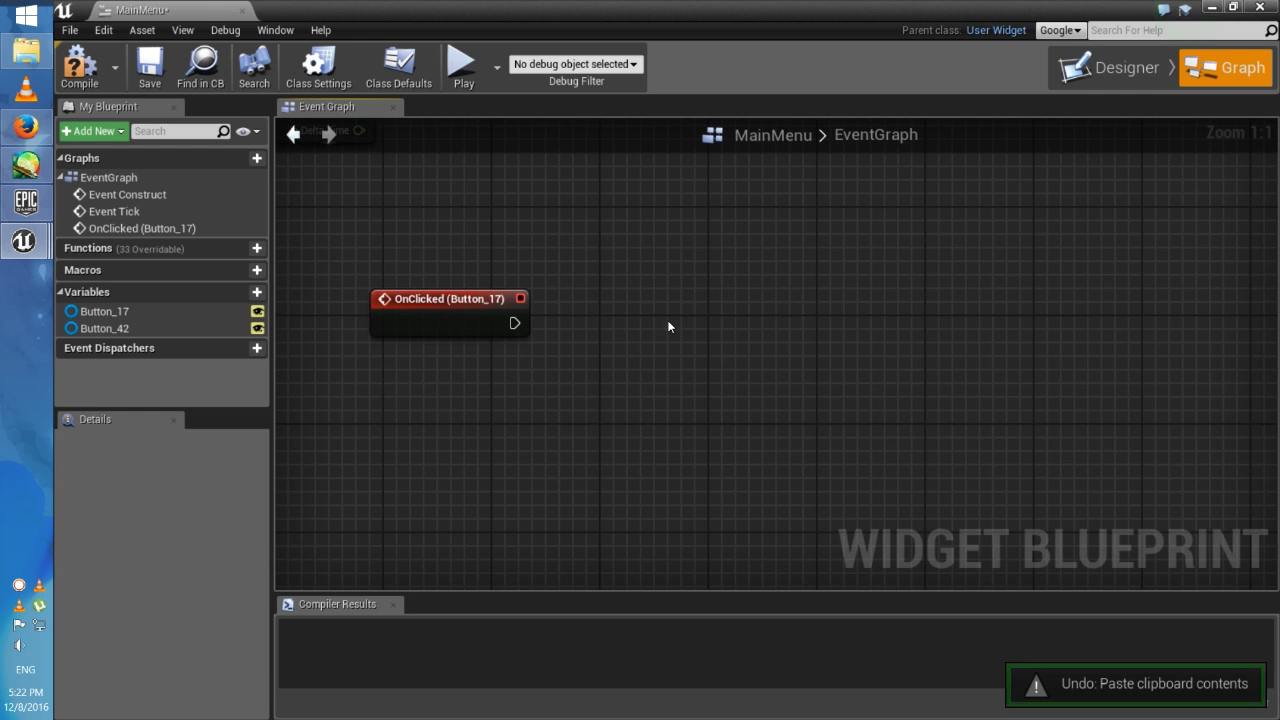 MainMenu*
File Edit Asset View Debug Window Help
Parent class: User Widget Google Search For Help
Compile Save Find in CB Search Class Settings Class Defaults Play
No debug object selected
Debug Filter
Designer Graph
My Blueprint
Event Graph
Add New Search
Delta Time
MainMenu > EventGraph
Zoom 1:1
Graphs
EventGraph
Event Construct
Event Tick
OnClicked (Button_17)
Functions (33 Overridable)
Macros
Variables
Button_17
Button_42
Event Dispatchers
Details
OnClicked (Button_17)
WIDGET BLUEPRINT
Compiler Results
Undo: Paste clipboard contents
EPIC
GAMES
ENG
5:22 PM
12/8/2016